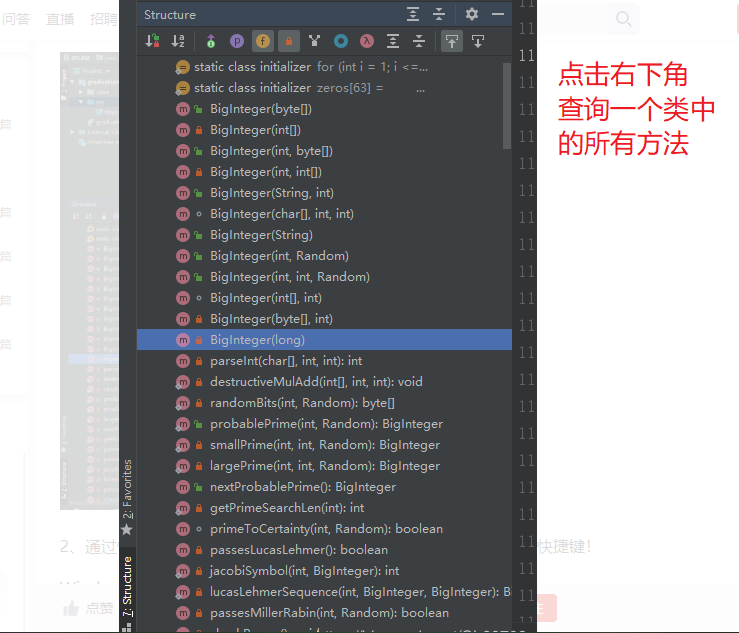 问答 直播 招聘
Structure
static class initializer for (int i = 1; i <=...
static class initializer zeros[63] = ...
BigInteger(byte[])
BigInteger(int[])
BigInteger(int, byte[])
BigInteger(int, int[])
BigInteger(String, int)
BigInteger(char[], int, int)
BigInteger(String)
BigInteger(int, Random)
BigInteger(int, int, Random)
BigInteger(int[], int)
BigInteger(byte[], int)
BigInteger(long)
parseInt(char[], int, int): int
destructiveMulAdd(int[], int, int): void
randomBits(int, Random): byte[]
probablePrime(int, Random): BigInteger
smallPrime(int, int, Random): BigInteger
largePrime(int, int, Random): BigInteger
nextProbablePrime(): BigInteger
getPrimeSearchLen(int): int
primeToCertainty(int, Random): boolean
passesLucasLehmer(): boolean
jacobiSymbol(int, BigInteger): int
lucasLehmerSequence(int, BigInteger, BigInteger): B
passesMillerRabin(int, Random): boolean
2: Favorites
7: Structure
点击右下角
查询一个类中
的所有方法
2、通过
快捷键!
点赞